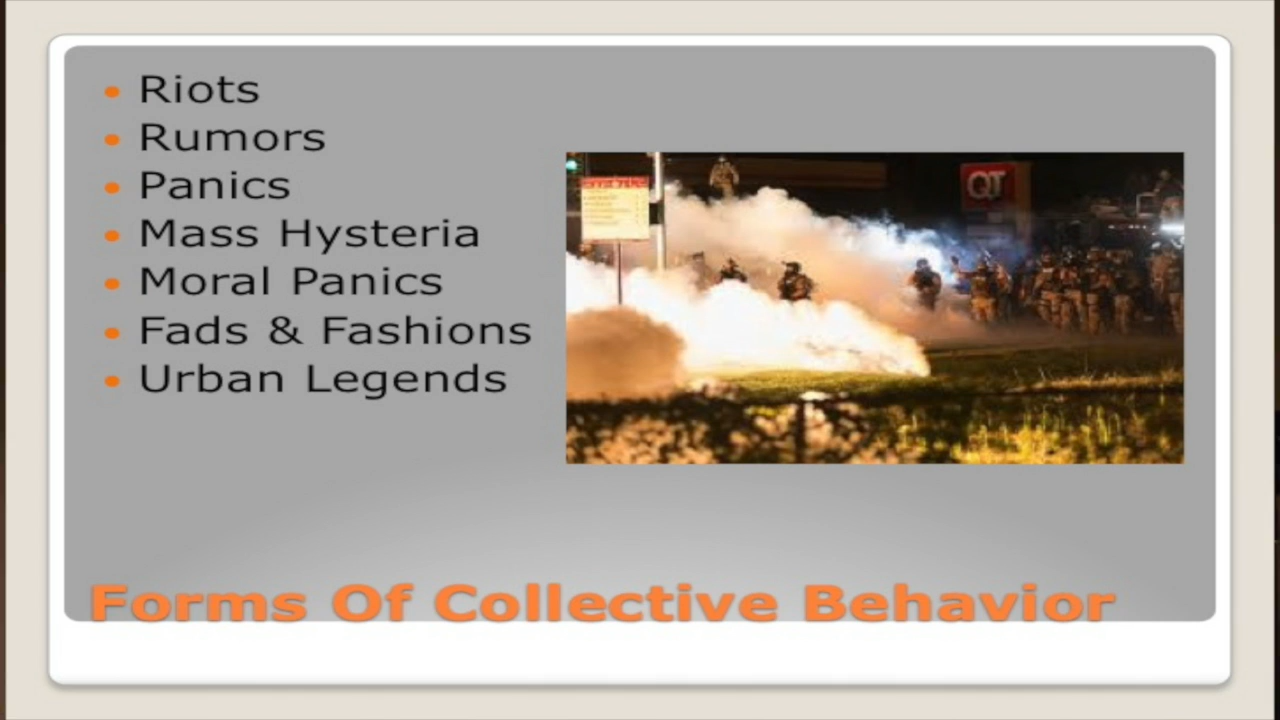 Riots
Rumors
Panics
Mass Hysteria
Moral Panics
Fads & Fashions
Urban Legends
QT
Forms Of Collective Behavior